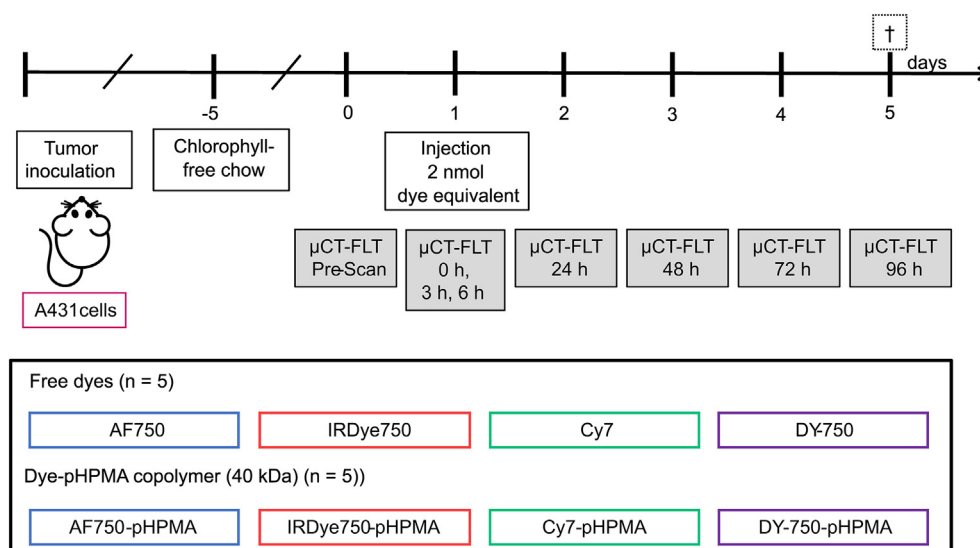 †
days
-5
0
1
2
3
4
5
Tumor
inoculation
Chlorophyll-
free chow
Injection
2 nmol
dye equivalent
µCT-FLT
Pre-Scan
µCT-FLT
0 h,
3 h, 6 h
µCT-FLT
24 h
µCT-FLT
48 h
µCT-FLT
72 h
µCT-FLT
96 h
A431cells
Free dyes (n = 5)
AF750
IRDye750
Cy7
DY-750
Dye-pHPMA copolymer (40 kDa) (n = 5))
AF750-pHPMA
IRDye750-pHPMA
Cy7-pHPMA
DY-750-pHPMA